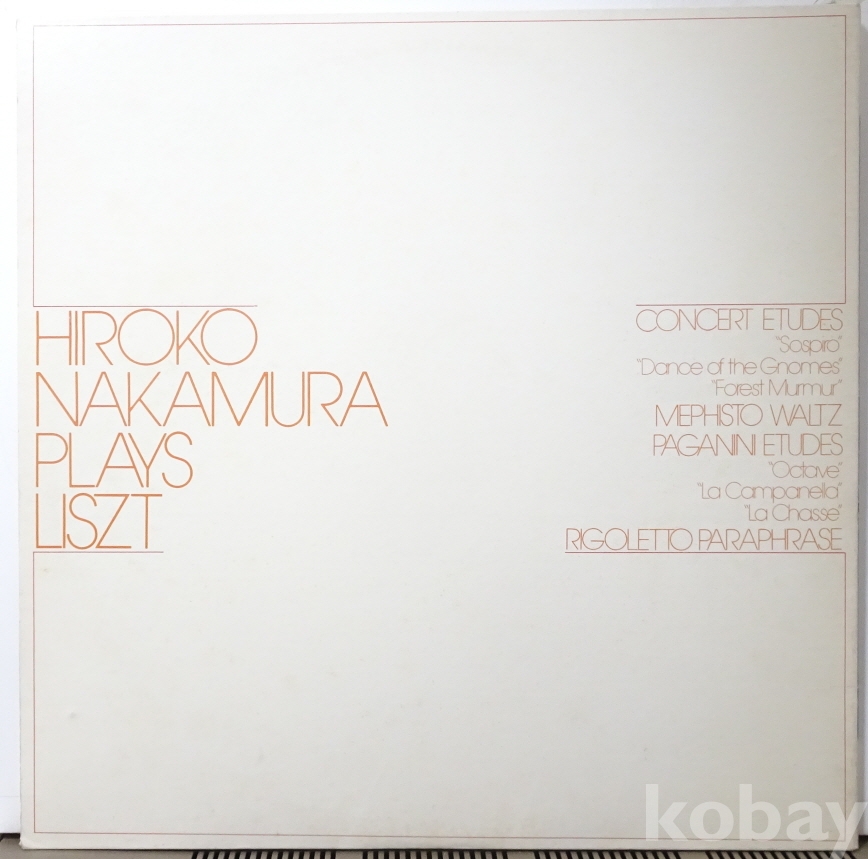 HIROKO
NAKAMURA
PLAYS
LISZT
CONCERT ETUDES
"Sospiro"
"Dance of the Gnomes"
"Forest Murmur"
MEPHISTO WALTZ
PAGANINI ETUDES
"Octave"
"La Campanella"
"La Chasse"
RIGOLETTO PARAPHRASE
kobay